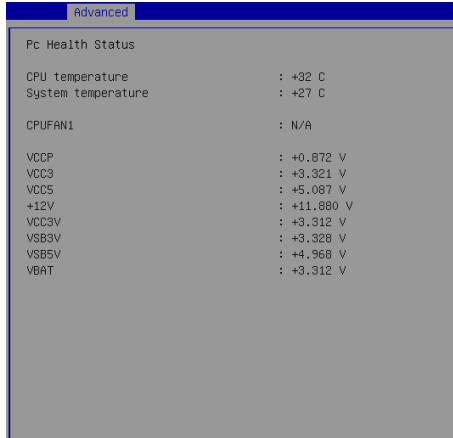 Advanced
Pc Health Status
CPU temperature : +32 C
System temperature : +27 C
CPUFAN1 : N/A
VCCP : +0.872 V
VCC3 : +3.321 V
VCC5 : +5.087 V
+12V : +11.880 V
VCC3V : +3.312 V
VSB3V : +3.328 V
VSB5V : +4.968 V
VBAT : +3.312 V